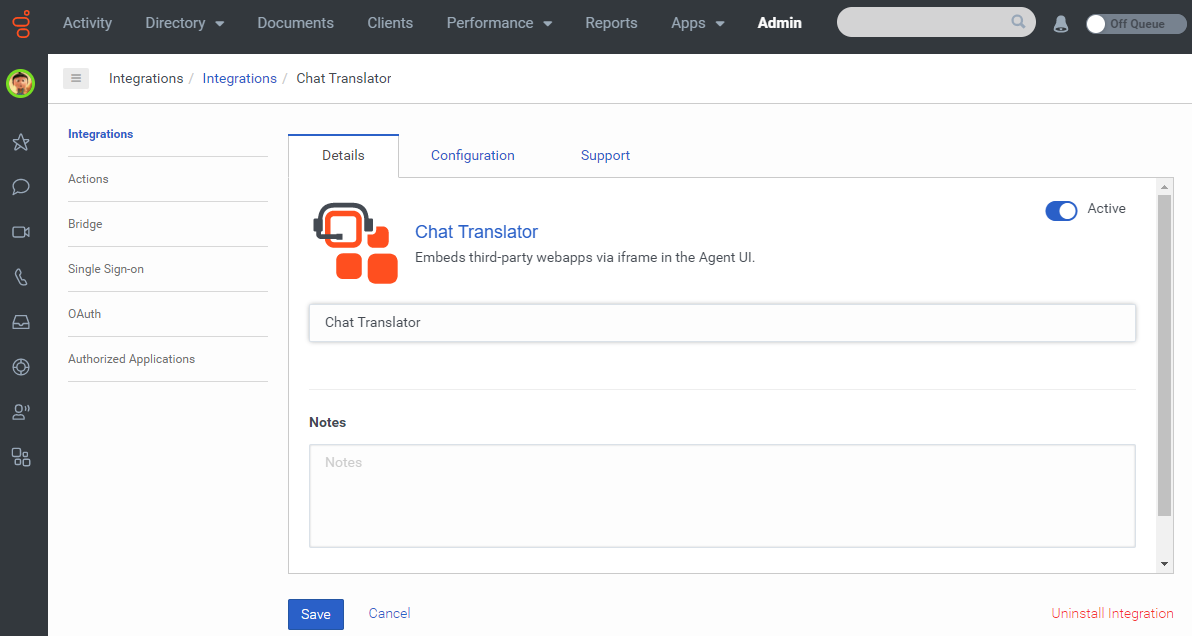 Activity Directory Documents Clients Performance Reports Apps Admin Off Queue
Integrations / Integrations / Chat Translator
Integrations
Actions
Bridge
Single Sign-on
OAuth
Authorized Applications
Details Configuration Support
Active
Chat Translator
Embeds third-party webapps via iframe in the Agent UI.
Chat Translator
Notes
Notes
Save Cancel Uninstall Integration